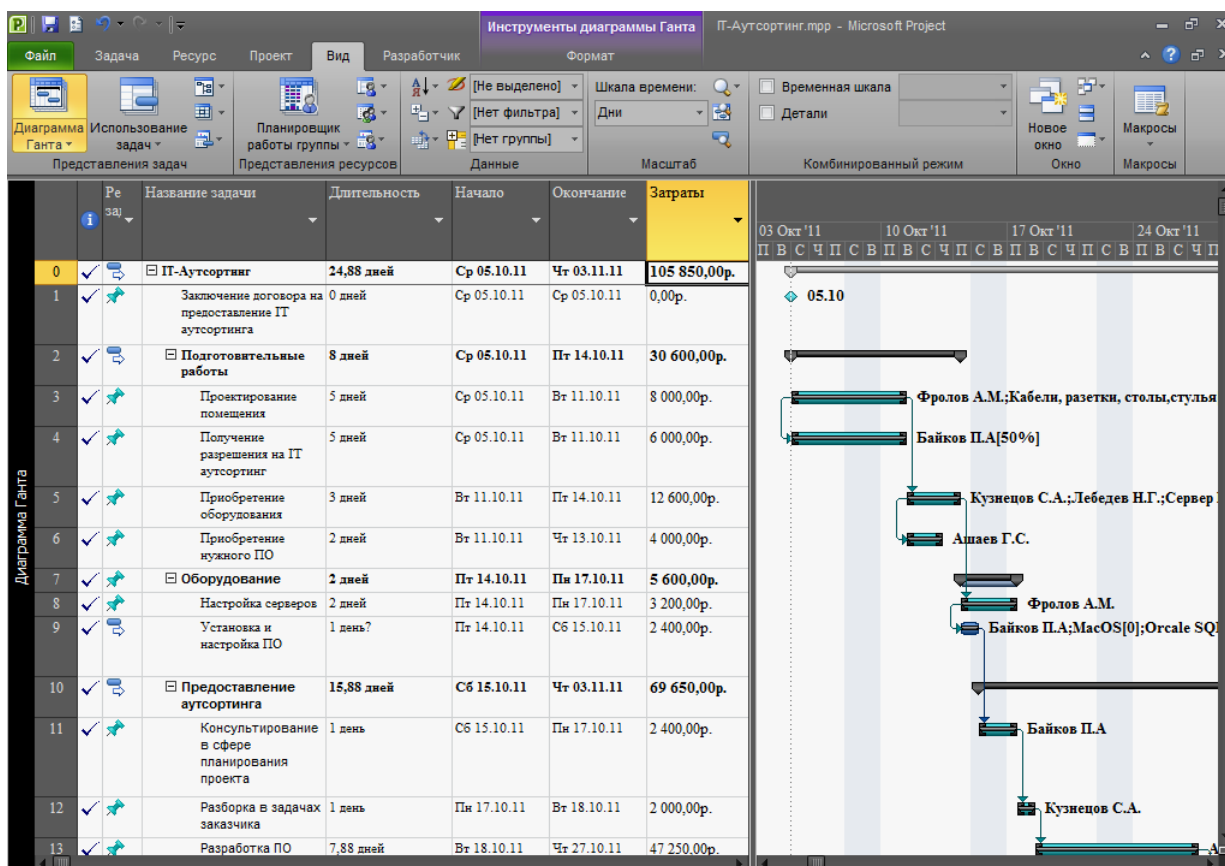 Инструменты диаграммы Ганта
IT-Аутсортинг.mpp - Microsoft Project
Файл Задача Ресурс Проект Вид Разработчик Формат
[Не выделено] Шкала времени: Временная шкала
[Нет фильтра] Дни Детали
[Нет группы]
Диаграмма Ганта
Использование задач
Планировщик работы группы
Новое окно
Макросы
Представления задач Представления ресурсов Данные Масштаб Комбинированный режим Окно Макросы
Название задачи Длительность Начало Окончание Затраты
03 Окт '11 10 Окт '11 17 Окт '11 24 Окт '11
П В С Ч П С В П В С Ч П С В П В С Ч П С В П В С Ч П
0 IT-Аутсортинг 24,88 дней Ср 05.10.11 Чт 03.11.11 105 850,00р.
1 Заключение договора на 0 дней Ср 05.10.11 Ср 05.10.11 0,00р. 05.10
предоставление IT
аутсортинга
2 Подготовительные 8 дней Ср 05.10.11 Пт 14.10.11 30 600,00р.
работы
3 Проектирование 5 дней Ср 05.10.11 Вт 11.10.11 8 000,00р. Фролов А.М.;Кабели, разетки, столы,стулья
помещения
4 Получение 5 дней Ср 05.10.11 Вт 11.10.11 6 000,00р. Байков П.А[50%]
разрешения на IT
аутсортинг
5 Приобретение 3 дней Вт 11.10.11 Пт 14.10.11 12 600,00р. Кузнецов С.А.;Лебедев Н.Г.;Сервер
оборудования
6 Приобретение 2 дней Вт 11.10.11 Чт 13.10.11 4 000,00р. Ашаев Г.С.
нужного ПО
7 Оборудование 2 дней Пт 14.10.11 Пн 17.10.11 5 600,00р.
8 Настройка серверов 2 дней Пт 14.10.11 Пн 17.10.11 3 200,00р. Фролов А.М.
9 Установка и 1 день? Пт 14.10.11 Сб 15.10.11 2 400,00р. Байков П.А;MacOS[0];Orcale SQL
настройка ПО
10 Предоставление 15,88 дней Сб 15.10.11 Чт 03.11.11 69 650,00р.
аутсортинга
11 Консультирование 1 день Сб 15.10.11 Пн 17.10.11 2 400,00р. Байков П.А
в сфере
планирования
проекта
12 Разборка в задачах 1 день Пн 17.10.11 Вт 18.10.11 2 000,00р. Кузнецов С.А.
заказчика
13 Разработка ПО 7,88 дней Вт 18.10.11 Чт 27.10.11 47 250,00р.
Диаграмма Ганта